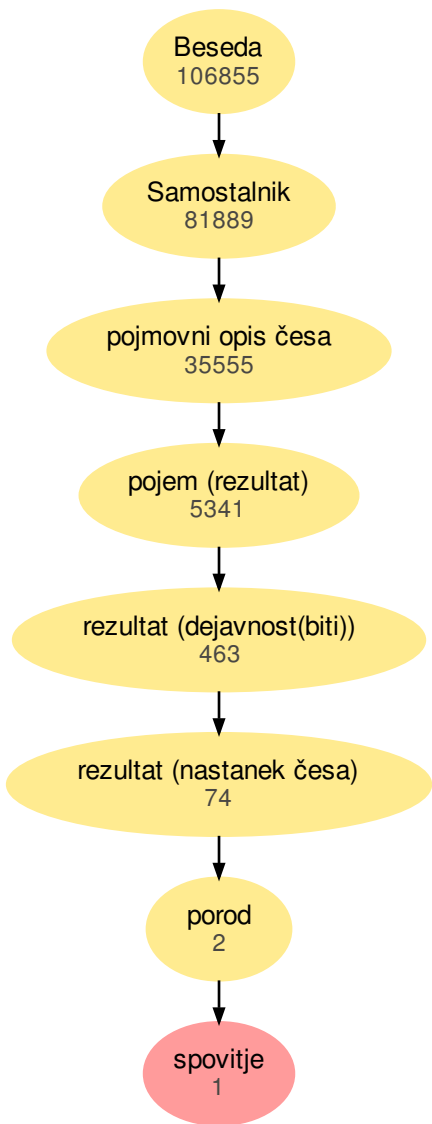 Beseda
106855
Samostalnik
81889
pojmovni opis česa
35555
pojem (rezultat)
5341
rezultat (dejavnost(biti))
463
rezultat (nastanek česa)
74
porod
2
spovitje
1